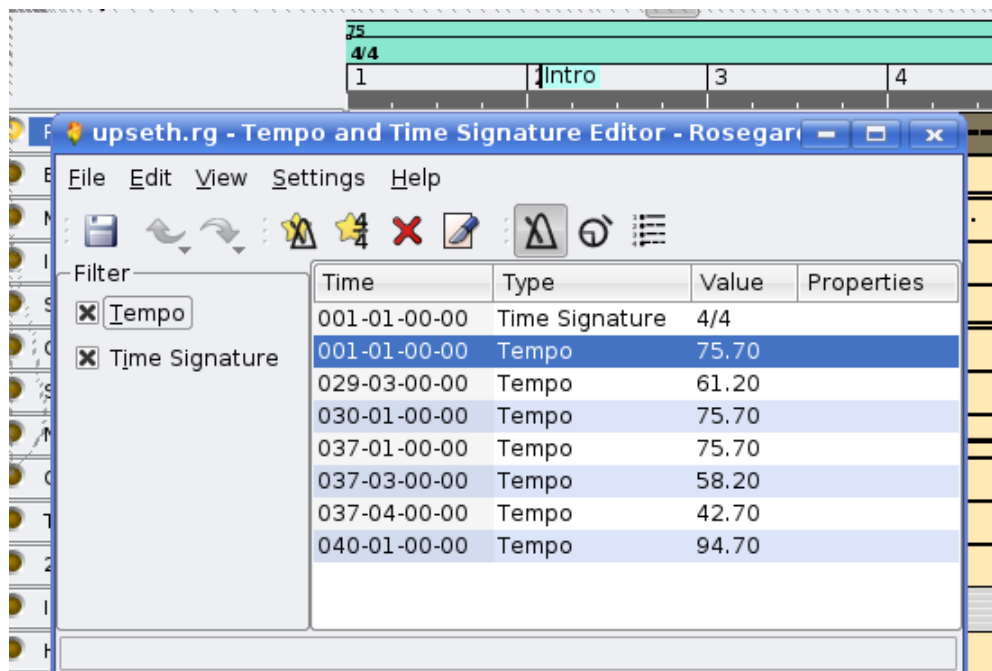 75
4/4
1 Intro 3 4
upseth.rg - Tempo and Time Signature Editor - Rosegar
File Edit View Settings Help
Filter
Tempo
Time Signature
Time Type Value Properties
001-01-00-00 Time Signature 4/4
001-01-00-00 Tempo 75.70
029-03-00-00 Tempo 61.20
030-01-00-00 Tempo 75.70
037-01-00-00 Tempo 75.70
037-03-00-00 Tempo 58.20
037-04-00-00 Tempo 42.70
040-01-00-00 Tempo 94.70